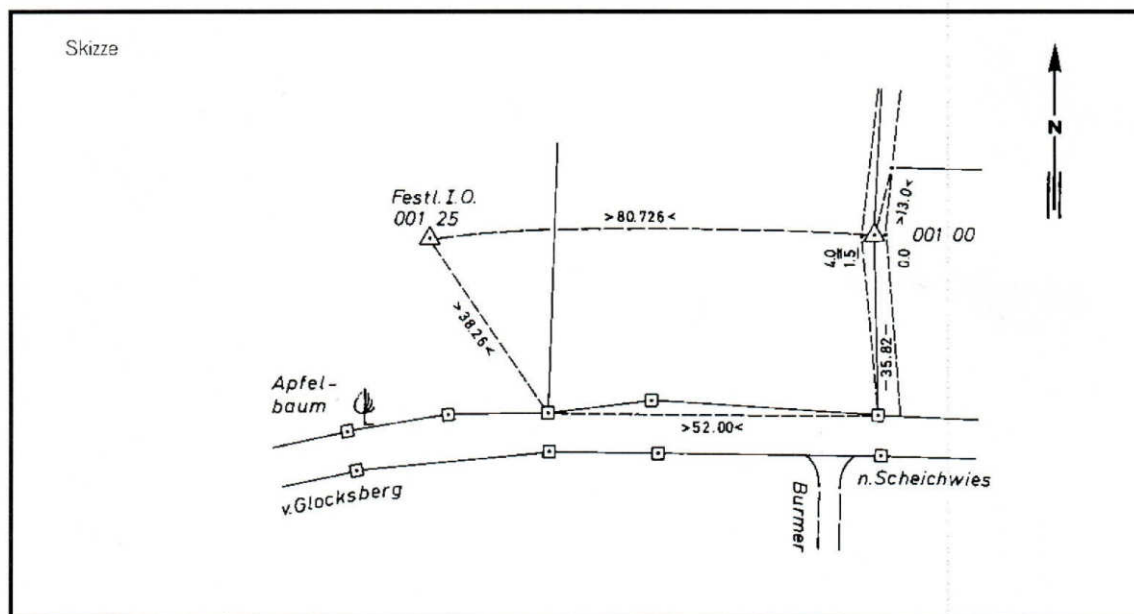 Skizze
N
Festl. I.O.
001 25
>80.726<
>13.0<
001 00
4.0
1.5
0.0
>38.26<
-35.82-
Apfel-
baum
>52.00<
v.Glocksberg
Burmer
n.Scheichwies